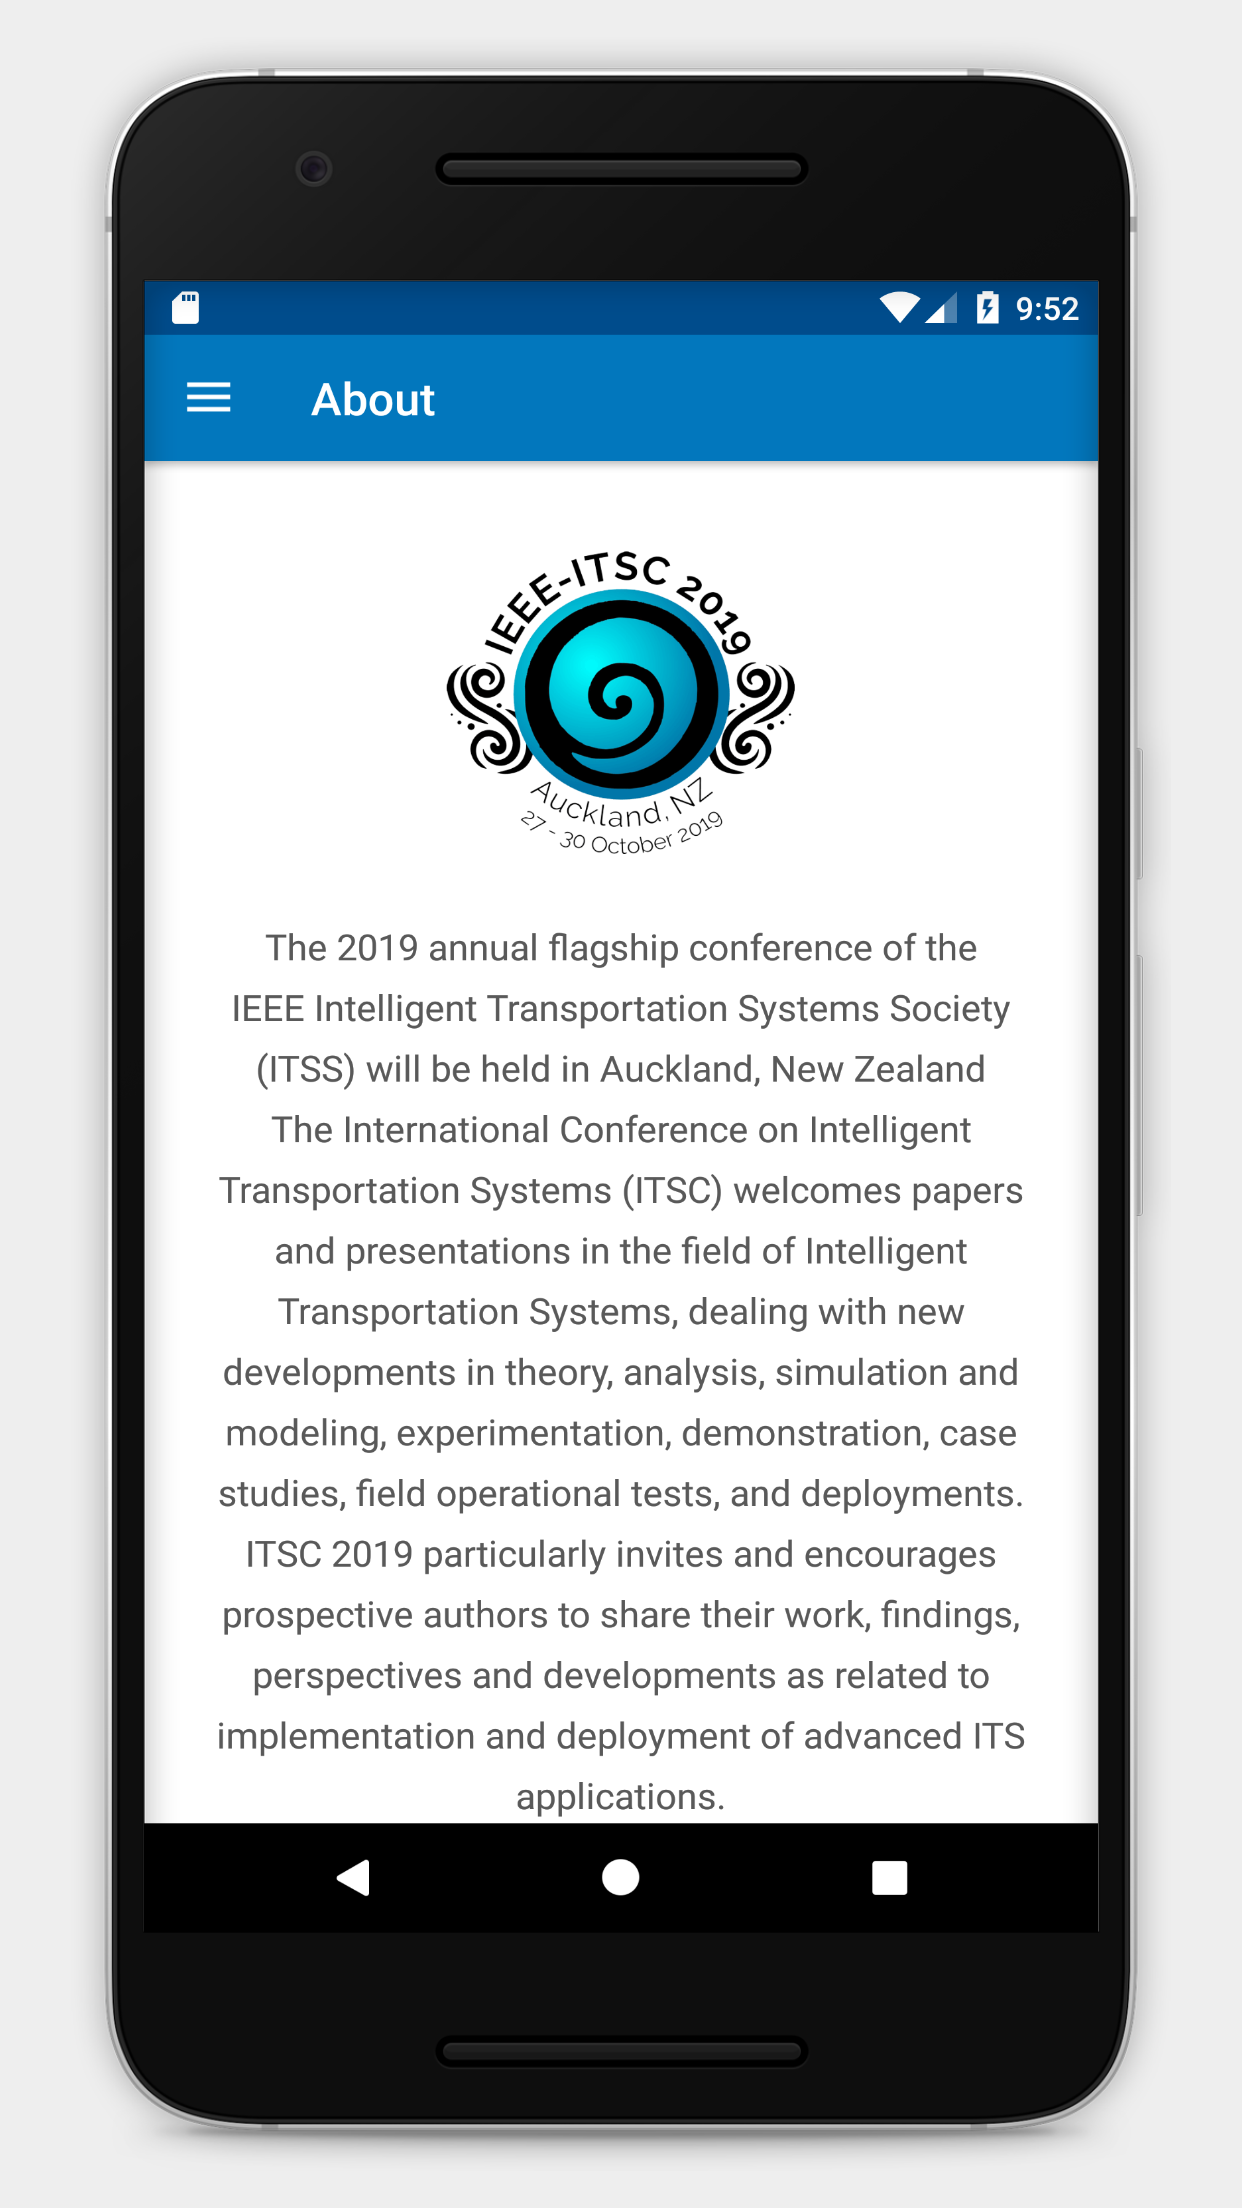 9:52
About
IEEE-ITSC 2019
Auckland, NZ
27 - 30 October 2019
The 2019 annual flagship conference of the
IEEE Intelligent Transportation Systems Society
(ITSS) will be held in Auckland, New Zealand
The International Conference on Intelligent
Transportation Systems (ITSC) welcomes papers
and presentations in the field of Intelligent
Transportation Systems, dealing with new
developments in theory, analysis, simulation and
modeling, experimentation, demonstration, case
studies, field operational tests, and deployments.
ITSC 2019 particularly invites and encourages
prospective authors to share their work, findings,
perspectives and developments as related to
implementation and deployment of advanced ITS
applications.